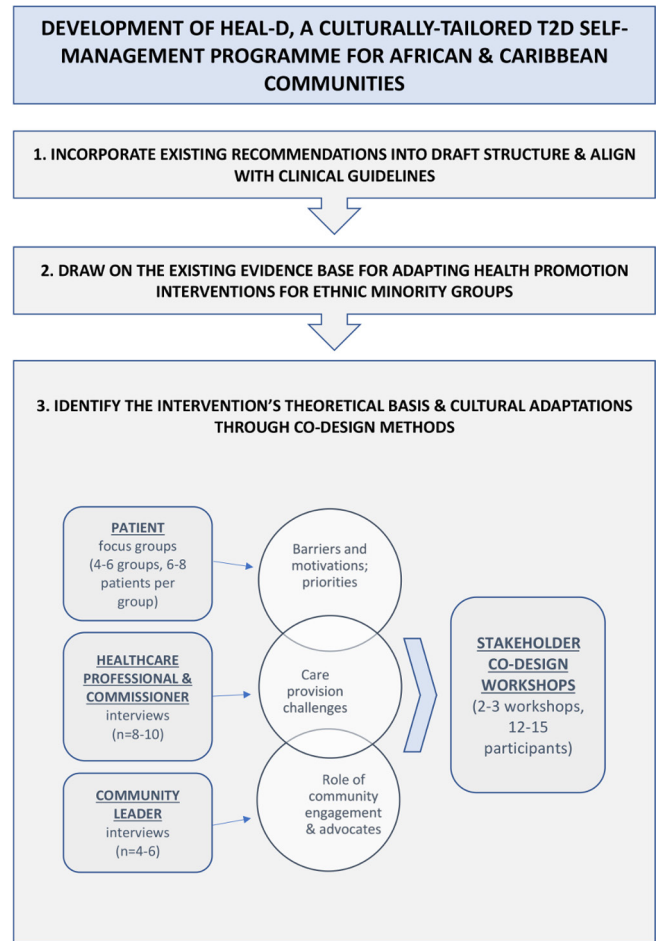 DEVELOPMENT OF HEAL-D, A CULTURALLY-TAILORED T2D SELF-
MANAGEMENT PROGRAMME FOR AFRICAN & CARIBBEAN
COMMUNITIES
1. INCORPORATE EXISTING RECOMMENDATIONS INTO DRAFT STRUCTURE & ALIGN
WITH CLINICAL GUIDELINES
2. DRAW ON THE EXISTING EVIDENCE BASE FOR ADAPTING HEALTH PROMOTION
INTERVENTIONS FOR ETHNIC MINORITY GROUPS
3. IDENTIFY THE INTERVENTION'S THEORETICAL BASIS & CULTURAL ADAPTATIONS
THROUGH CO-DESIGN METHODS
PATIENT
focus groups
(4-6 groups, 6-8
patients per
group)
Barriers and
motivations;
priorities
HEALTHCARE
PROFESSIONAL &
COMMISSIONER
interviews
(n=8-10)
Care
provision
challenges
COMMUNITY
LEADER
interviews
(n=4-6)
Role of
community
engagement
& advocates
STAKEHOLDER
CO-DESIGN
WORKSHOPS
(2-3 workshops,
12-15
participants)